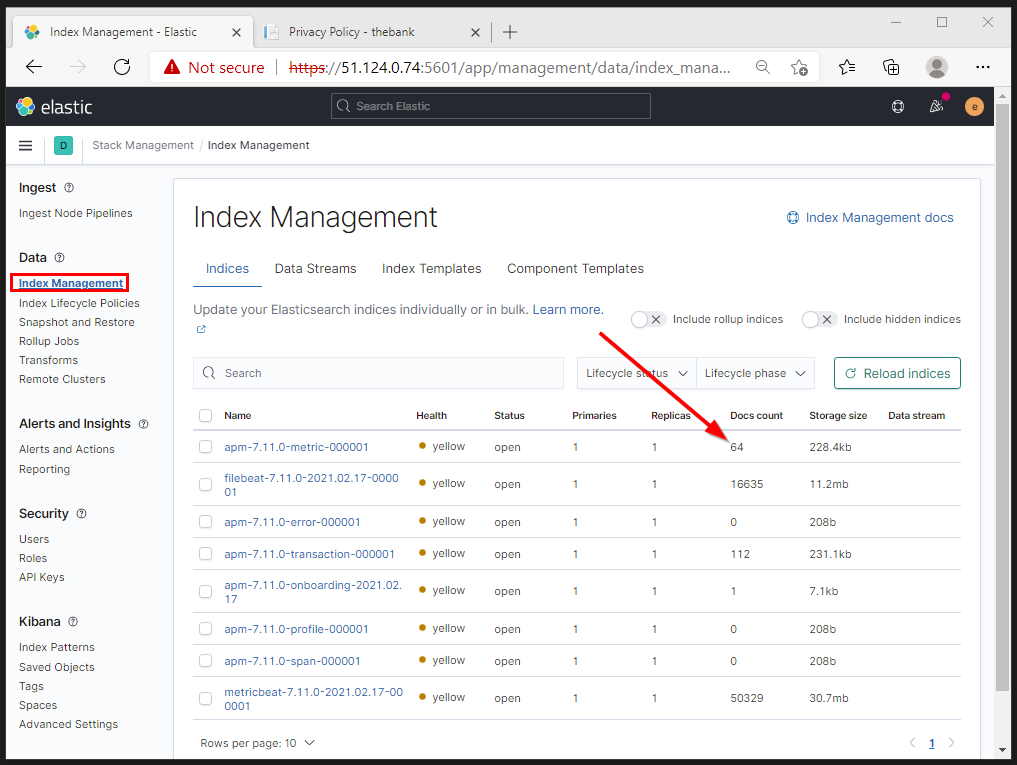 Index Management - Elastic
Privacy Policy - thebank
Not secure
https://51.124.0.74:5601/app/management/data/index_mana...
elastic
Search Elastic
e
D
Stack Management / Index Management
Ingest
Ingest Node Pipelines
Data
Index Management
Index Lifecycle Policies
Snapshot and Restore
Rollup Jobs
Transforms
Remote Clusters
Alerts and Insights
Alerts and Actions
Reporting
Security
Users
Roles
API Keys
Kibana
Index Patterns
Saved Objects
Tags
Spaces
Advanced Settings
Index Management
Index Management docs
Indices Data Streams Index Templates Component Templates
Update your Elasticsearch indices individually or in bulk. Learn more.
Include rollup indices
Include hidden indices
Search
Lifecycle status
Lifecycle phase
Reload indices
Name Health Status Primaries Replicas Docs count Storage size Data stream
apm-7.11.0-metric-000001 yellow open 1 1 64 228.4kb
filebeat-7.11.0-2021.02.17-0000
01 yellow open 1 1 16635 11.2mb
apm-7.11.0-error-000001 yellow open 1 1 0 208b
apm-7.11.0-transaction-000001 yellow open 1 1 112 231.1kb
apm-7.11.0-onboarding-2021.02.
17 yellow open 1 1 1 7.1kb
apm-7.11.0-profile-000001 yellow open 1 1 0 208b
apm-7.11.0-span-000001 yellow open 1 1 0 208b
metricbeat-7.11.0-2021.02.17-00
0001 yellow open 1 1 50329 30.7mb
Rows per page: 10
1